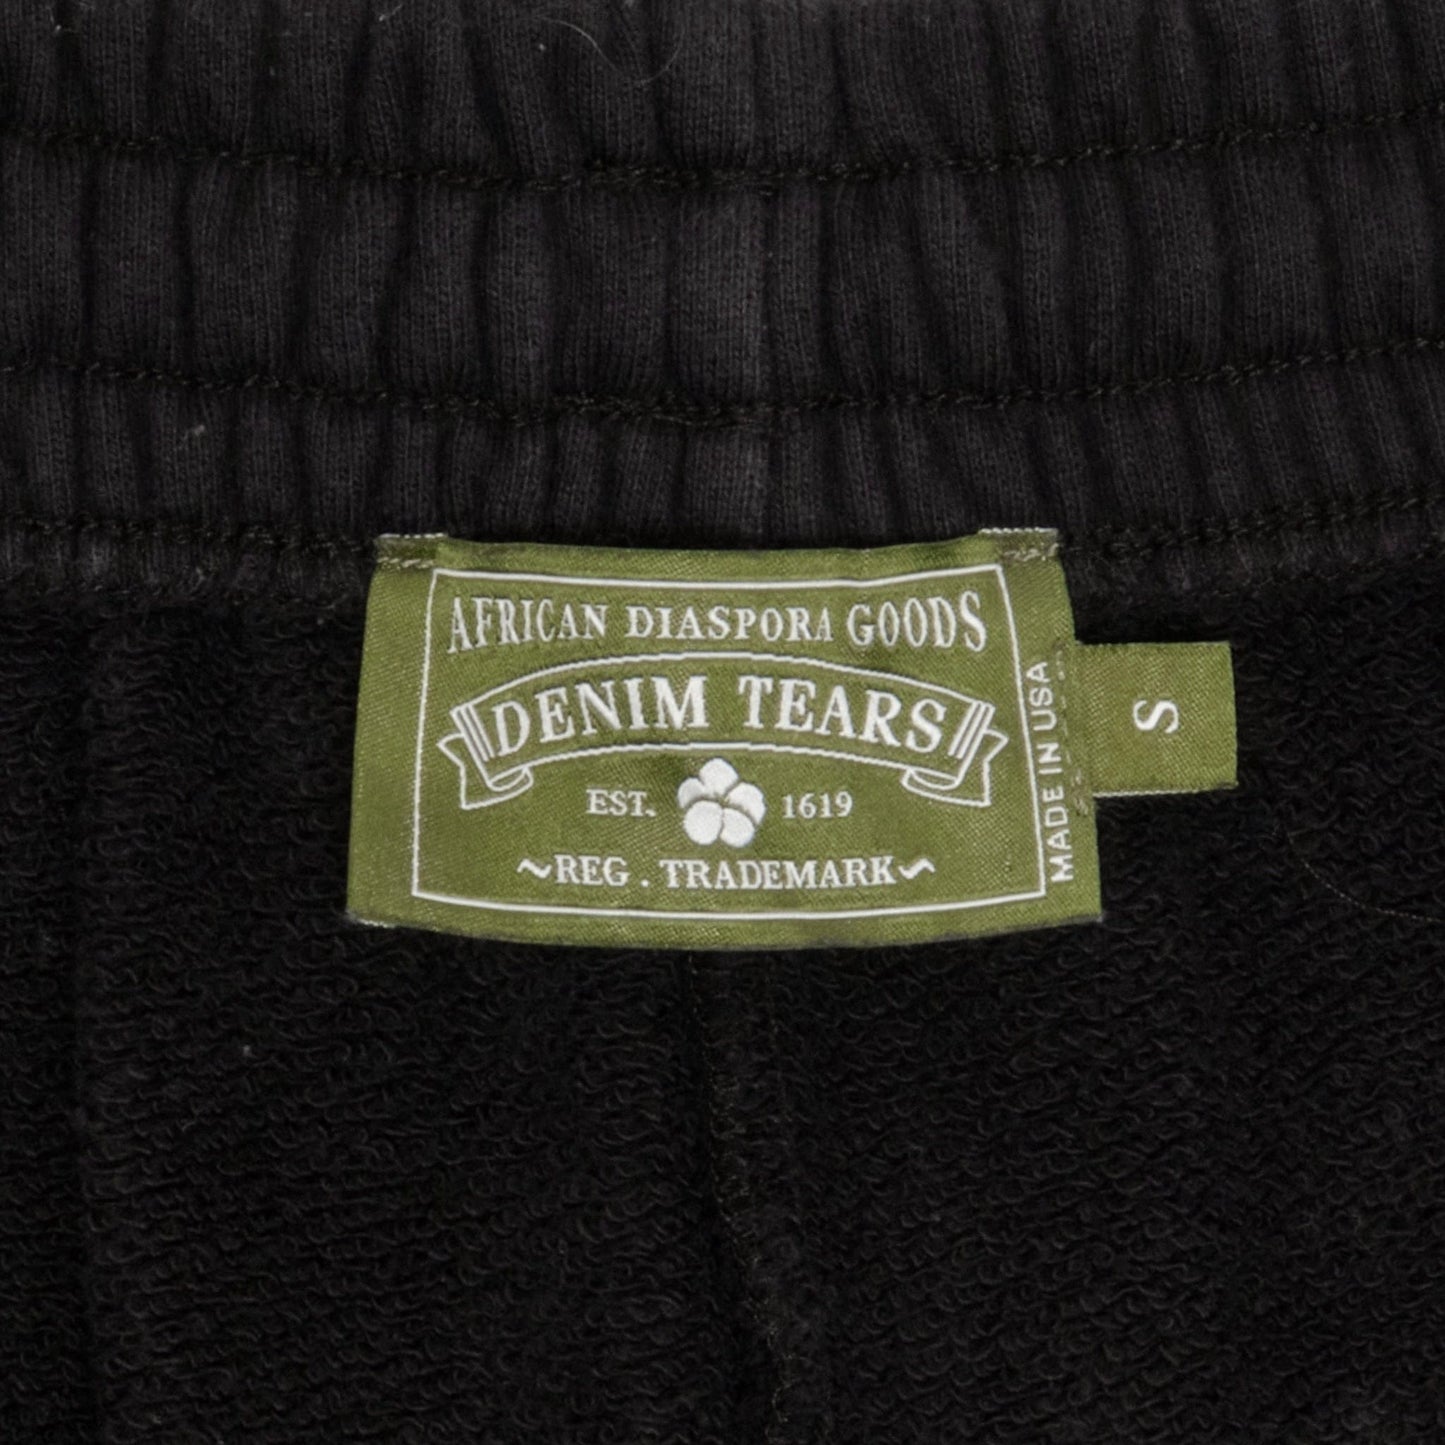 AFRICAN DIASPORA GOODS
DENIM TEARS
EST. 1619
~REG. TRADEMARK~
MADE IN USA
S